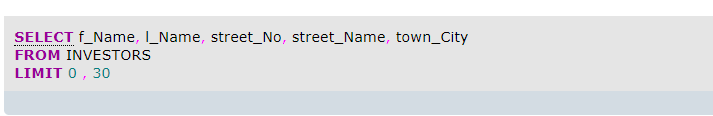 SELECT f_Name, l_Name, street_No, street_Name, town_City
FROM INVESTORS
LIMIT 0 , 30